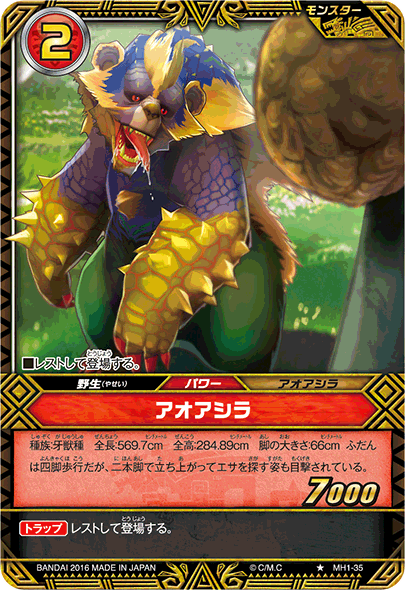 2
モンスター
■レストして登場する。
野生(やせい) パワー アオアシラ
アオアシラ
種族:牙獣種 全長:569.7cm 全高:284.89cm 脚の大きさ:66cm ふだん
は四脚歩行だが、二本脚で立ち上がってエサを探す姿も目撃されている。
7000
トラップ レストして登場する。
BANDAI 2016 MADE IN JAPAN ©C/M.C ★ MH1-35